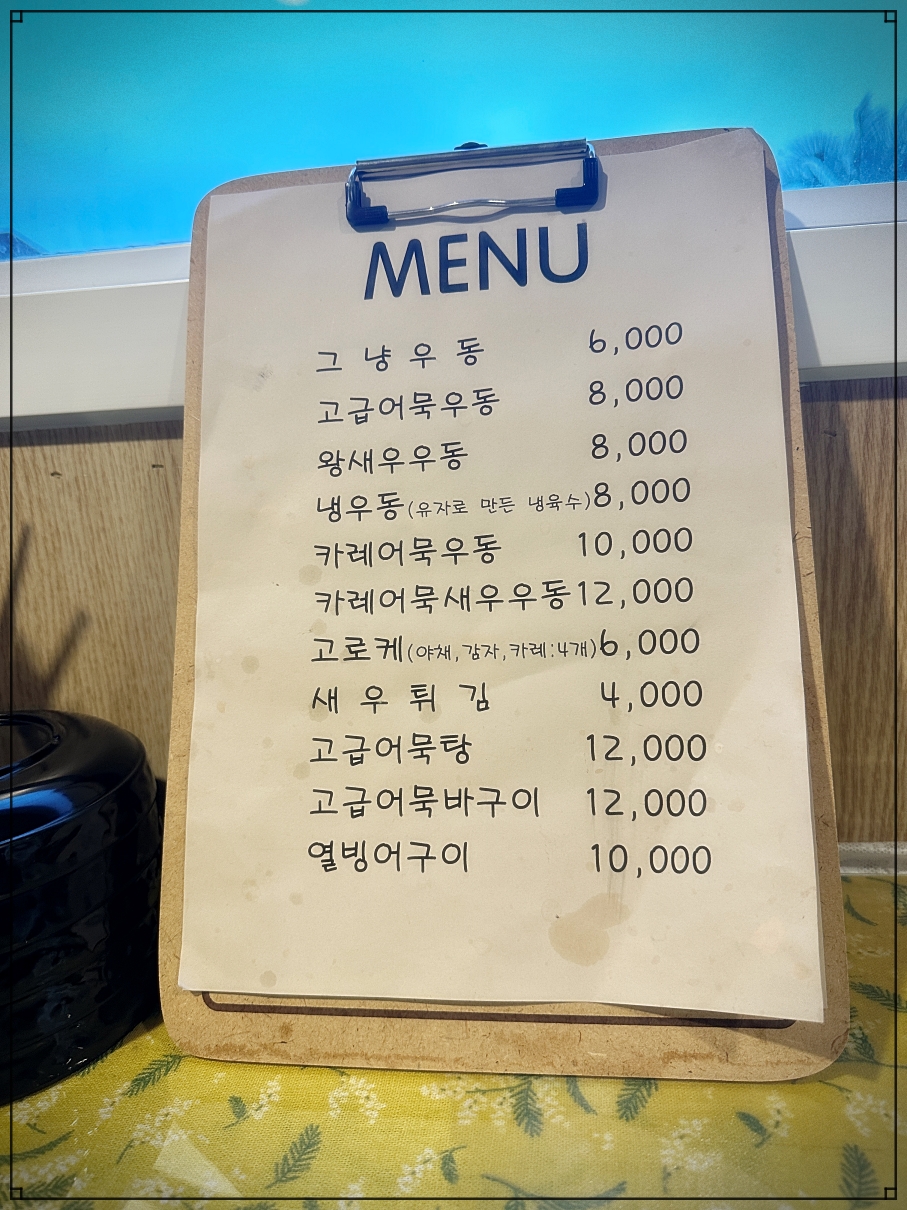 MENU
그 냥 우 동 6,000
고급어묵우동 8,000
왕새우우동 8,000
냉우동(유자로 만든 냉육수)8,000
카레어묵우동 10,000
카레어묵새우우동12,000
고로케(야채,감자,카레:4개)6,000
새 우 튀 김 4,000
고급어묵탕 12,000
고급어묵바구이 12,000
열빙어구이 10,000